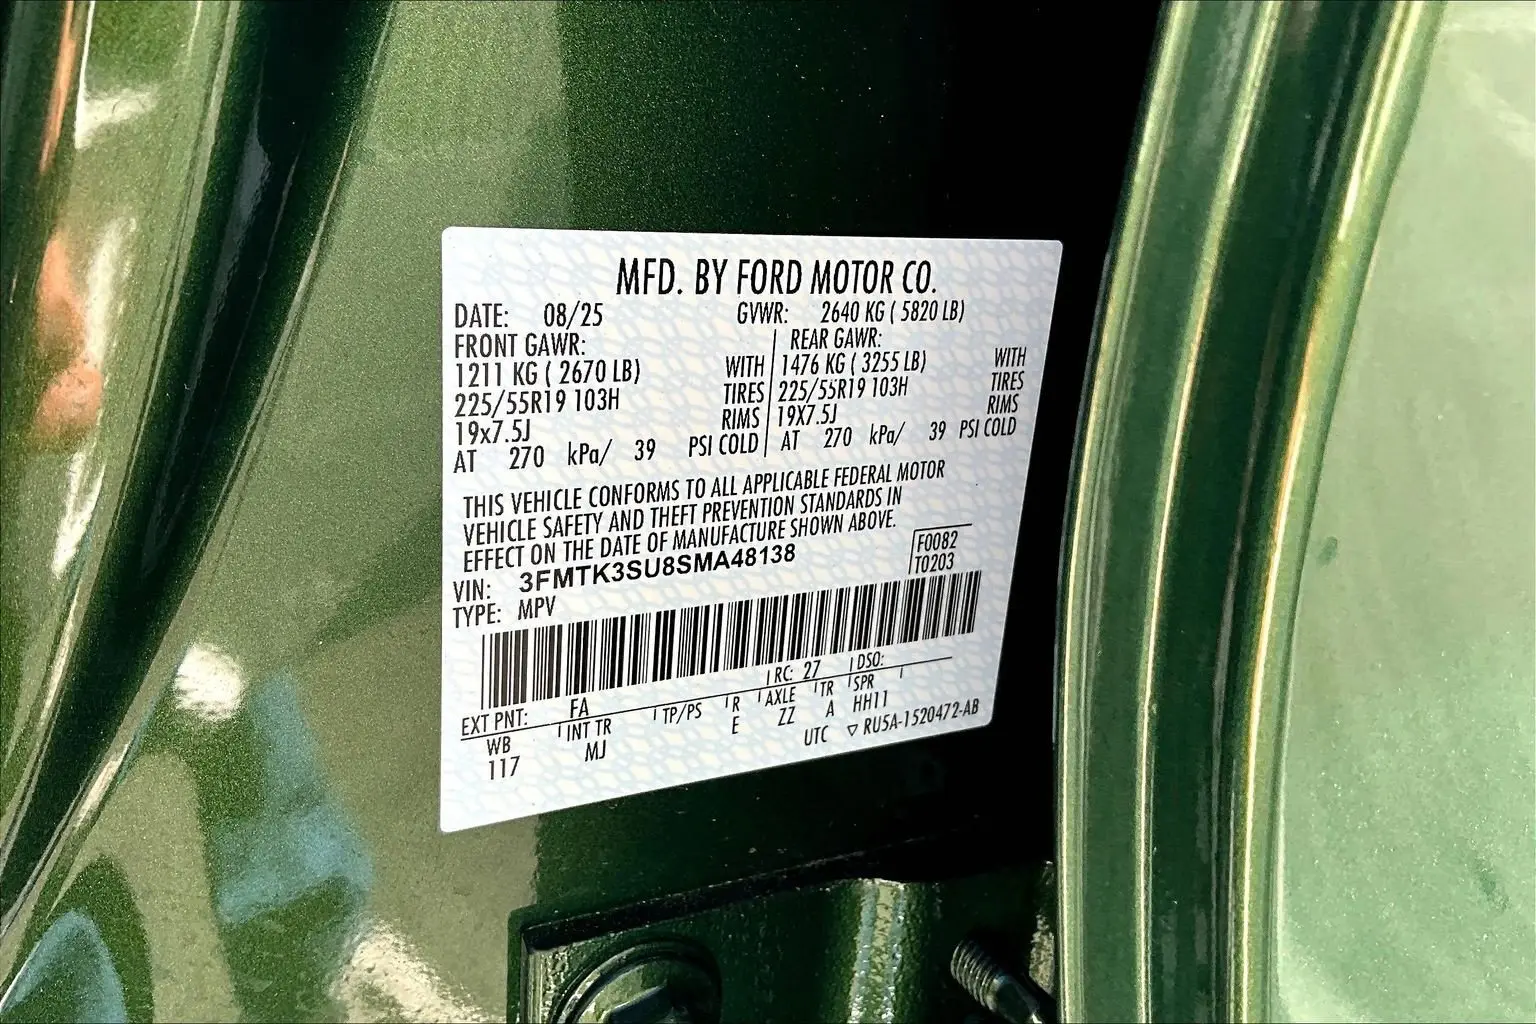 MFD. BY FORD MOTOR CO.
DATE: 08/25 GVWR: 2640 KG ( 5820 LB)
FRONT GAWR: REAR GAWR:
1211 KG ( 2670 LB) WITH 1476 KG ( 3255 LB) WITH
225/55R19 103H TIRES 225/55R19 103H TIRES
19x7.5J RIMS 19X7.5J RIMS
AT 270 kPa/ 39 PSI COLD AT 270 kPa/ 39 PSI COLD
THIS VEHICLE CONFORMS TO ALL APPLICABLE FEDERAL MOTOR
VEHICLE SAFETY AND THEFT PREVENTION STANDARDS IN
EFFECT ON THE DATE OF MANUFACTURE SHOWN ABOVE.
VIN: 3FMTK3SU8SMA48138 F0082
TYPE: MPV T0203
EXT PNT: FA RC: 27 DSO:
WB INT TR TP/PS R AXLE TR SPR
117 MJ E ZZ A HH11
UTC ▽ RU5A-1520472-AB